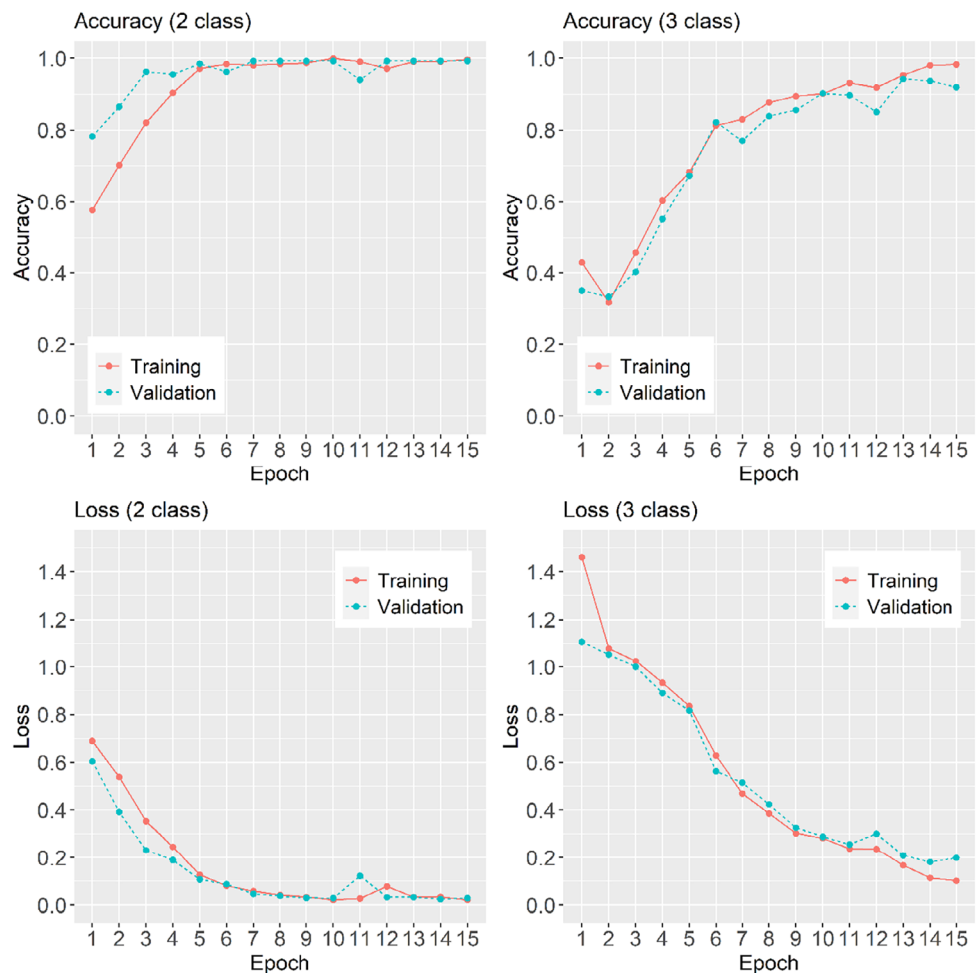 Accuracy (2 class)
1.0
0.8
0.6
0.4
0.2
0.0
Accuracy
Training
Validation
1 2 3 4 5 6 7 8 9 10 11 12 13 14 15
Epoch
Accuracy (3 class)
1.0
0.8
0.6
0.4
0.2
0.0
Accuracy
Training
Validation
1 2 3 4 5 6 7 8 9 10 11 12 13 14 15
Epoch
Loss (2 class)
1.4
1.2
1.0
0.8
0.6
0.4
0.2
0.0
Loss
Training
Validation
1 2 3 4 5 6 7 8 9 10 11 12 13 14 15
Epoch
Loss (3 class)
1.4
1.2
1.0
0.8
0.6
0.4
0.2
0.0
Loss
Training
Validation
1 2 3 4 5 6 7 8 9 10 11 12 13 14 15
Epoch